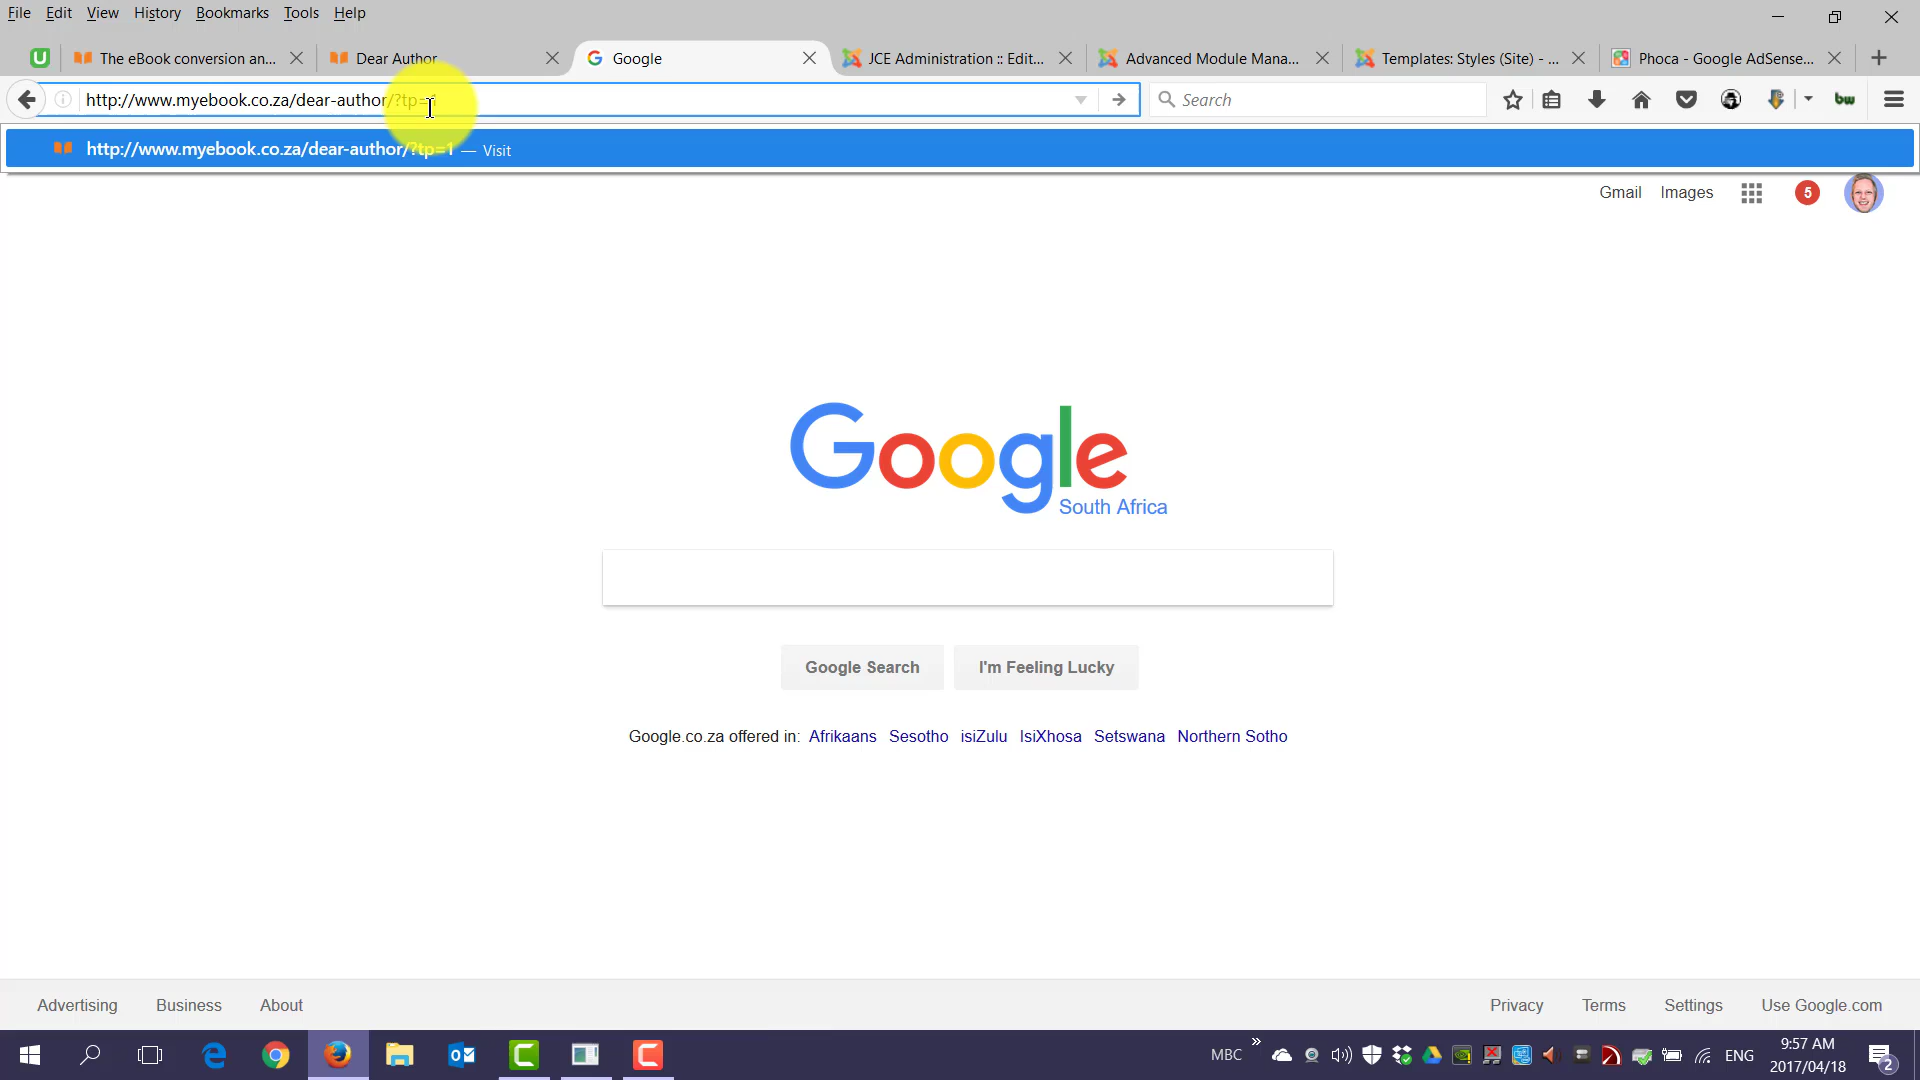 File Edit View History Bookmarks Tools Help
The eBook conversion an... Dear Author Google JCE Administration :: Edit... Advanced Module Mana... Templates: Styles (Site) - ... Phoca - Google AdSense...
http://www.myebook.co.za/dear-author/?tp=1 Search
http://www.myebook.co.za/dear-author/?tp=1 — Visit
Gmail Images 5
Google
South Africa
Google Search I'm Feeling Lucky
Google.co.za offered in: Afrikaans Sesotho isiZulu IsiXhosa Setswana Northern Sotho
Advertising Business About Privacy Terms Settings Use Google.com
MBC ENG 9:57 AM
2017/04/18 2